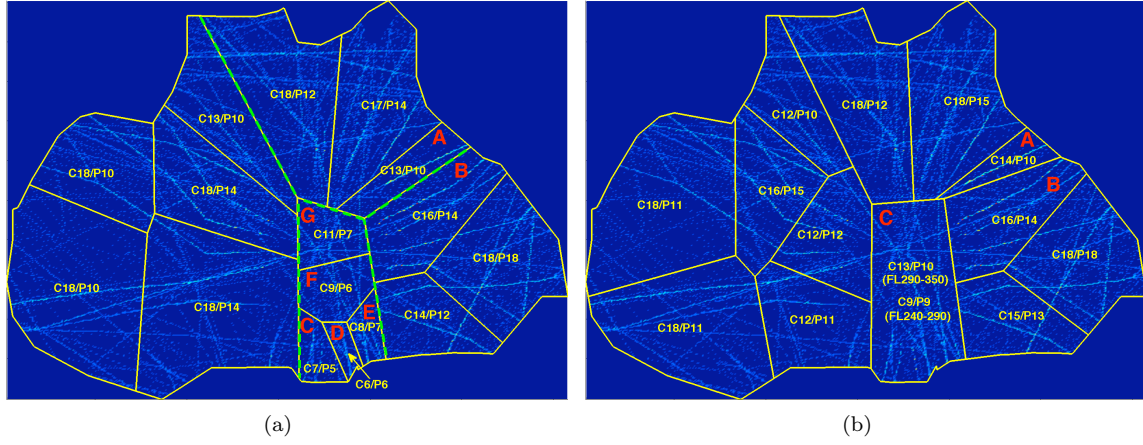 C18/P12
C17/P14
C13/P10
A
C13/P10
B
C18/P10
C18/P14
G
C16/P14
C11/P7
C18/P18
C18/P10
C18/P14
F
C9/P6
C14/P12
E
C
D
C8/P7
C7/P5
C6/P6
(a)
C18/P12
C18/P15
C12/P10
A
C14/P10
B
C16/P15
C18/P11
C
C16/P14
C12/P12
C18/P18
C13/P10
(FL290-350)
C9/P9
(FL240-290)
C15/P13
C18/P11
C12/P11
(b)